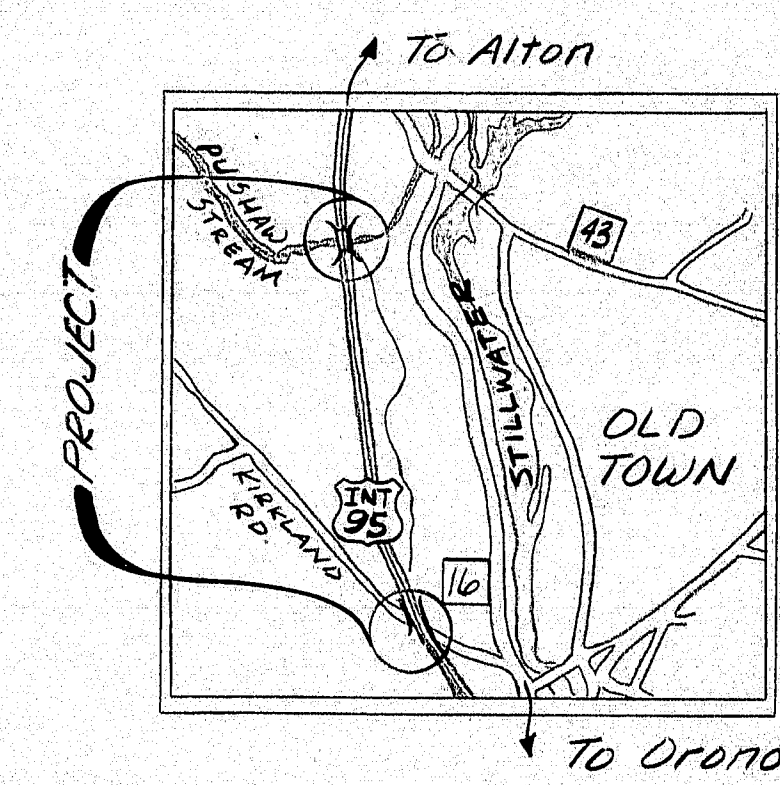 To Alton
PUSHAW
STREAM
43
PROJECT
STILLWATER
OLD
TOWN
KIRKLAND
RD.
INT
95
16
To Orono